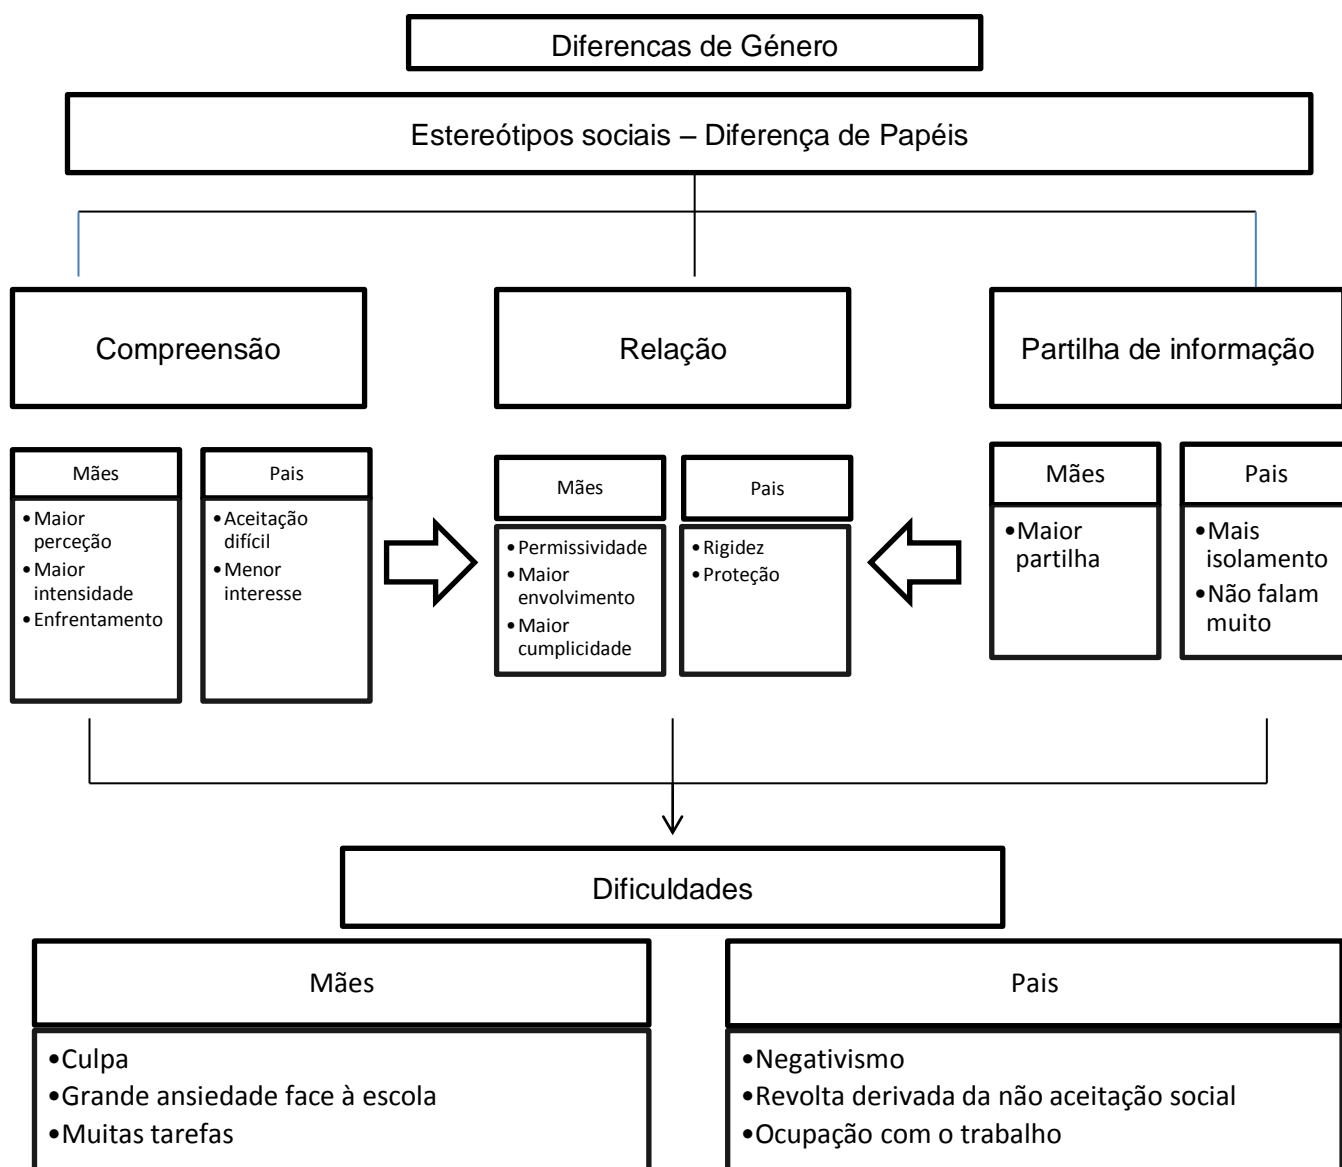 Diferencas de Género
Estereótipos sociais – Diferença de Papéis
Compreensão
Relação
Partilha de informação
Mães
•Maior
perceção
•Maior
intensidade
•Enfrentamento
Pais
•Aceitação
difícil
•Menor
interesse
Mães
•Permissividade
•Maior
envolvimento
•Maior
cumplicidade
Pais
•Rigidez
•Proteção
Mães
•Maior
partilha
Pais
•Mais
isolamento
•Não falam
muito
Dificuldades
Mães
•Culpa
•Grande ansiedade face à escola
•Muitas tarefas
Pais
•Negativismo
•Revolta derivada da não aceitação social
•Ocupação com o trabalho